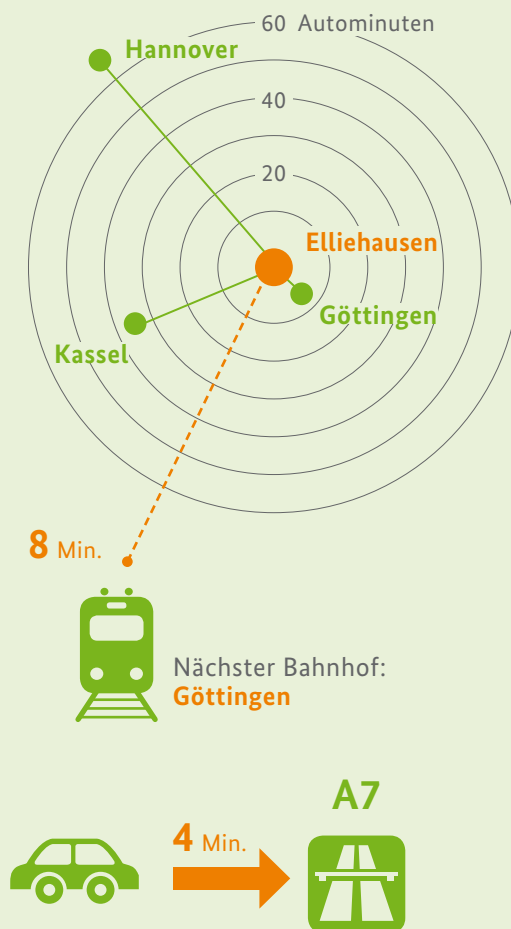 60 Autominuten
Hannover
40
20
Elliehausen
Göttingen
Kassel
8 Min.
Nächster Bahnhof:
Göttingen
A7
4 Min.